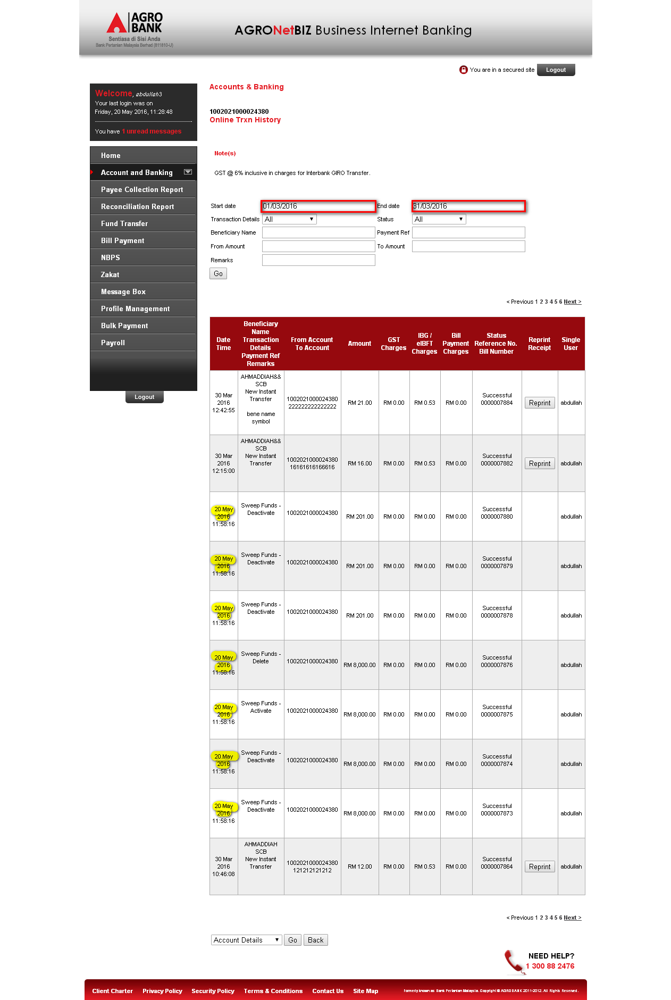 AGRO
BANK
Sentiasa di Sisi Anda
Bank Pertanian Malaysia Berhad (811810-U)
AGRONetBIZ Business Internet Banking
You are in a secured site
Logout
Welcome, abdullah3
Your last login was on
Friday, 20 May 2016, 11:28:48
You have 1 unread messages
Home
Account and Banking
Payee Collection Report
Reconciliation Report
Fund Transfer
Bill Payment
NBPS
Zakat
Message Box
Profile Management
Bulk Payment
Payroll
Logout
Accounts & Banking
1002021000024380
Online Trxn History
Note(s)
GST @ 6% inclusive in charges for Interbank GIRO Transfer.
Start date 01/03/2016 End date 31/03/2016
Transaction Details All Status All
Beneficiary Name Payment Ref
From Amount To Amount
Remarks
Go
< Previous 1 2 3 4 5 6 Next >
Date
Time
Beneficiary
Name
Transaction
Details
Payment Ref
Remarks
From Account
To Account
Amount
GST
Charges
IBG /
eIBFT
Charges
Bill
Payment
Charges
Status
Reference No.
Bill Number
Reprint
Receipt
Single
User
30 Mar
2016
12:42:55
AHMADDIAH&&
SCB
New Instant
Transfer
bene name
symbol
1002021000024380
222222222222222
RM 21.00
RM 0.00
RM 0.53
RM 0.00
Successful
0000007884
Reprint
abdullah
30 Mar
2016
12:15:00
AHMADDIAH&&
SCB
New Instant
Transfer
1002021000024380
16161616166616
RM 16.00
RM 0.00
RM 0.53
RM 0.00
Successful
0000007882
Reprint
abdullah
20 May
2016
11:58:16
Sweep Funds -
Deactivate
1002021000024380
RM 201.00
RM 0.00
RM 0.00
RM 0.00
Successful
0000007880
abdullah
20 May
2016
11:58:16
Sweep Funds -
Deactivate
1002021000024380
RM 201.00
RM 0.00
RM 0.00
RM 0.00
Successful
0000007879
abdullah
20 May
2016
11:58:16
Sweep Funds -
Deactivate
1002021000024380
RM 201.00
RM 0.00
RM 0.00
RM 0.00
Successful
0000007878
abdullah
20 May
2016
11:58:16
Sweep Funds -
Delete
1002021000024380
RM 8,000.00
RM 0.00
RM 0.00
RM 0.00
Successful
0000007876
abdullah
20 May
2016
11:58:16
Sweep Funds -
Activate
1002021000024380
RM 8,000.00
RM 0.00
RM 0.00
RM 0.00
Successful
0000007875
abdullah
20 May
2016
11:58:16
Sweep Funds -
Deactivate
1002021000024380
RM 8,000.00
RM 0.00
RM 0.00
RM 0.00
Successful
0000007874
abdullah
20 May
2016
11:58:16
Sweep Funds -
Deactivate
1002021000024380
RM 8,000.00
RM 0.00
RM 0.00
RM 0.00
Successful
0000007873
abdullah
30 Mar
2016
10:46:08
AHMADDIAH
SCB
New Instant
Transfer
1002021000024380
121212121212
RM 12.00
RM 0.00
RM 0.53
RM 0.00
Successful
0000007864
Reprint
abdullah
< Previous 1 2 3 4 5 6 Next >
Account Details Go Back
NEED HELP?
1 300 88 2476
Client Charter Privacy Policy Security Policy Terms & Conditions Contact Us Site Map
Formerly known as Bank Pertanian Malaysia. Copyright © AGROBANK 2011-2012. All Rights Reserved.